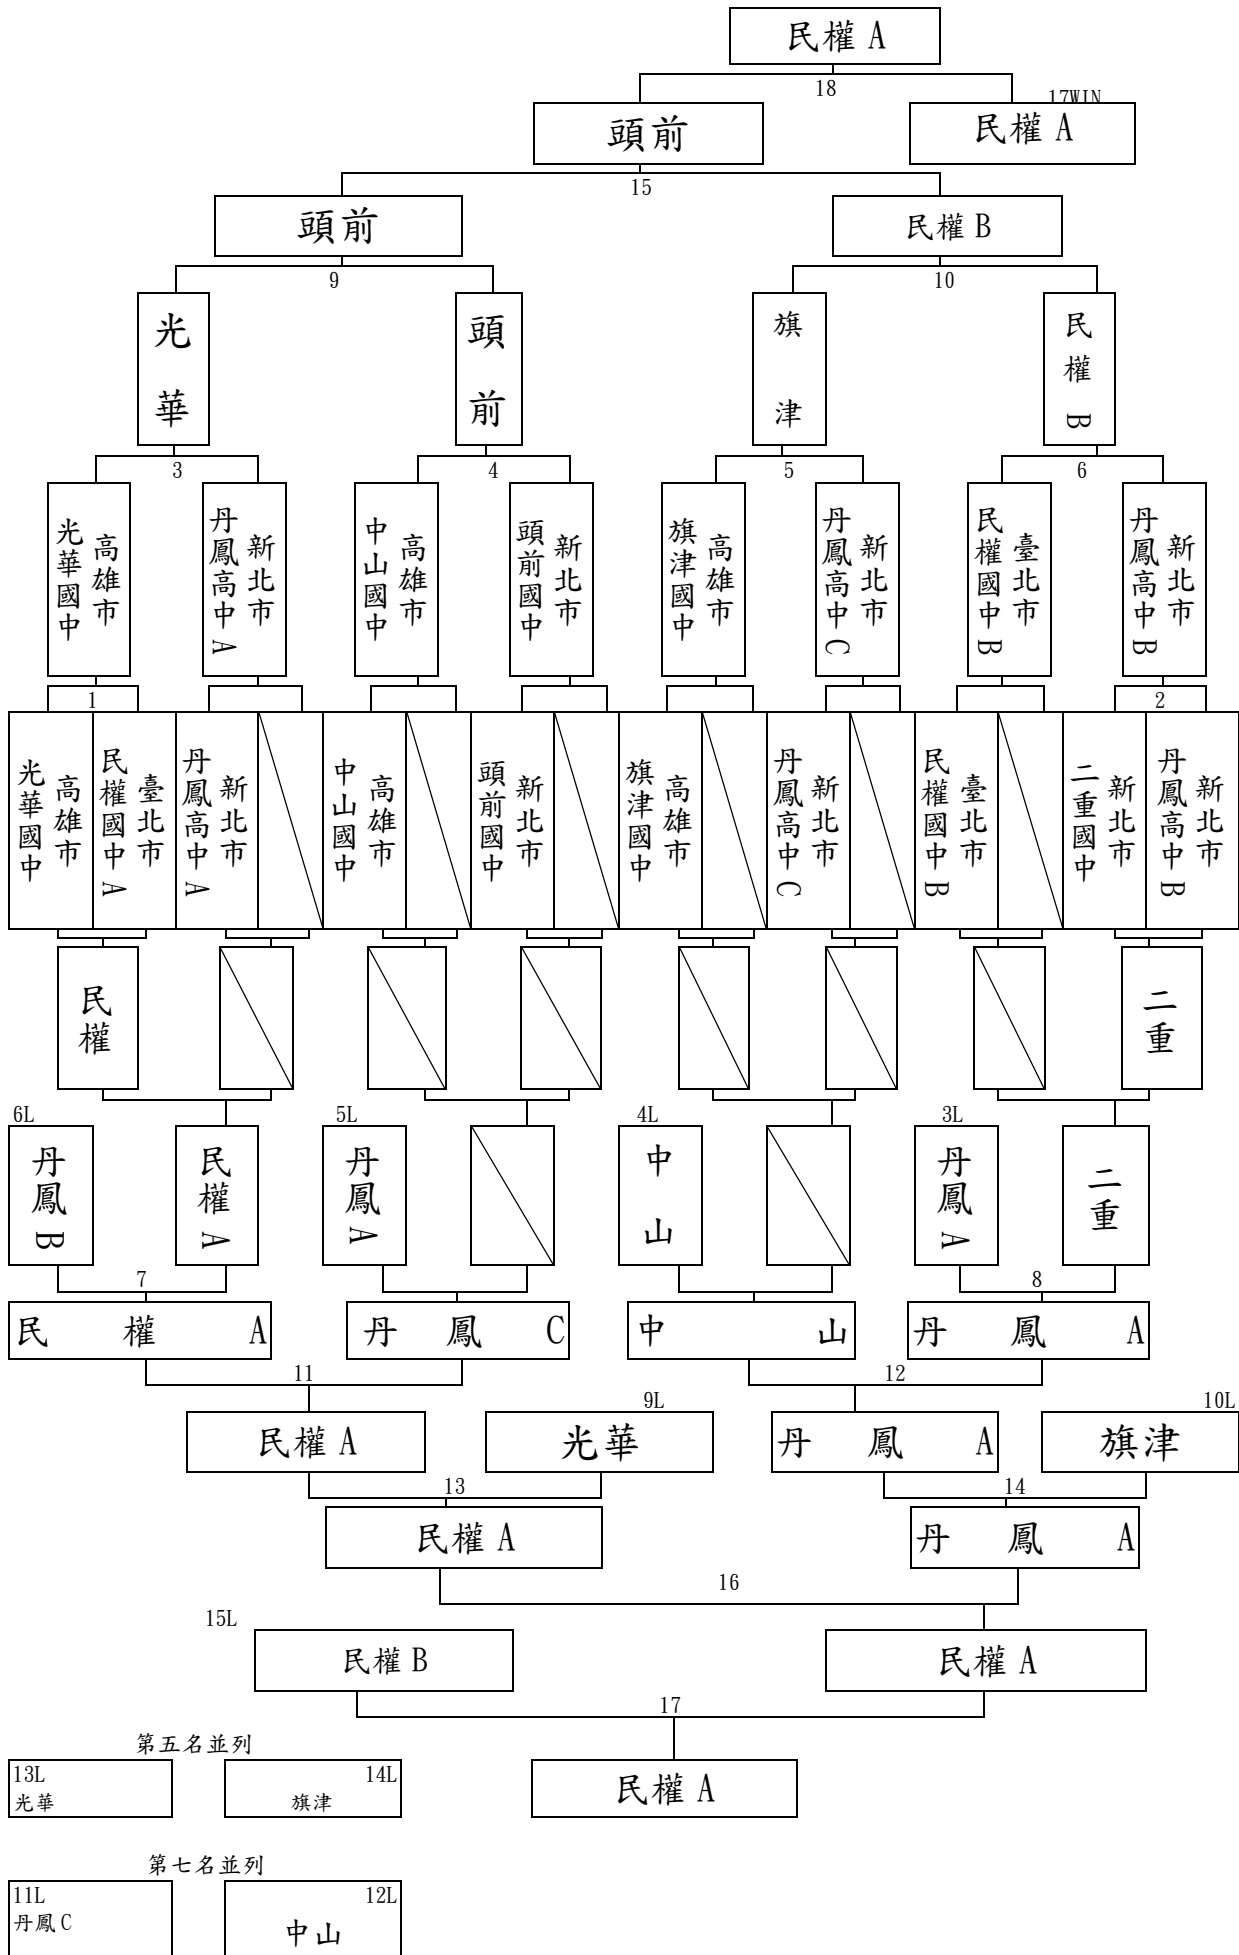 民權 A
18
17WIN
頭前
民權 A
15
頭前
民權 B
9
10
光華
頭前
旗津
民權 B
3
4
5
6
高雄市
光華國中
新北市
丹鳳高中 A
高雄市
中山國中
新北市
頭前國中
高雄市
旗津國中
新北市
丹鳳高中 C
臺北市
民權國中 B
新北市
丹鳳高中 B
1
2
高雄市
光華國中
臺北市
民權國中 A
新北市
丹鳳高中 A
高雄市
中山國中
新北市
頭前國中
高雄市
旗津國中
新北市
丹鳳高中 C
臺北市
民權國中 B
新北市
二重國中
新北市
丹鳳高中 B
民權
二重
6L
5L
4L
3L
丹鳳 B
民權 A
丹鳳 A
中山
丹鳳 A
二重
7
8
民權 A
丹鳳 C
中山
丹鳳 A
11
12
9L
10L
民權 A
光華
丹鳳 A
旗津
13
14
民權 A
丹鳳 A
16
15L
民權 B
民權 A
17
第五名並列
13L
光華
14L
旗津
民權 A
第七名並列
11L
丹鳳 C
12L
中山